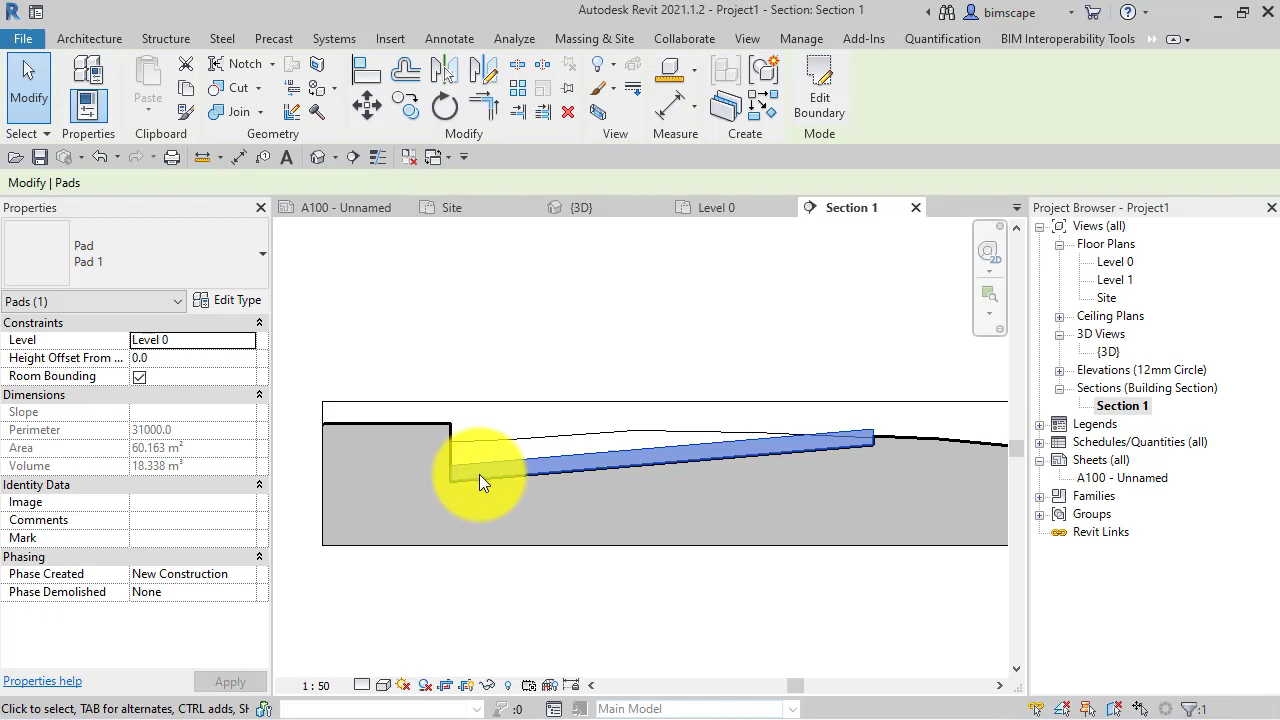 Autodesk Revit 2021.1.2 - Project1 - Section: Section 1
bimscape
File Architecture Structure Steel Precast Systems Insert Annotate Analyze Massing & Site Collaborate View Manage Add-Ins Quantification BIM Interoperability Tools
Modify
Paste
Notch
Cut
Join
Edit
Boundary
Select Properties Clipboard Geometry Modify View Measure Create Mode
Modify | Pads
Properties
A100 - Unnamed
Site
{3D}
Level 0
Section 1
Project Browser - Project1
Pad
Pad 1
Pads (1)
Edit Type
Constraints
Level Level 0
Height Offset From ... 0.0
Room Bounding
Dimensions
Slope
Perimeter 31000.0
Area 60.163 m²
Volume 18.338 m³
Identity Data
Image
Comments
Mark
Phasing
Phase Created New Construction
Phase Demolished None
Properties help
Apply
2D
Views (all)
Floor Plans
Level 0
Level 1
Site
Ceiling Plans
3D Views
{3D}
Elevations (12mm Circle)
Sections (Building Section)
Section 1
Legends
Schedules/Quantities (all)
Sheets (all)
A100 - Unnamed
Families
Groups
Revit Links
1 : 50
Click to select, TAB for alternates, CTRL adds, SH
:0
Main Model
:1